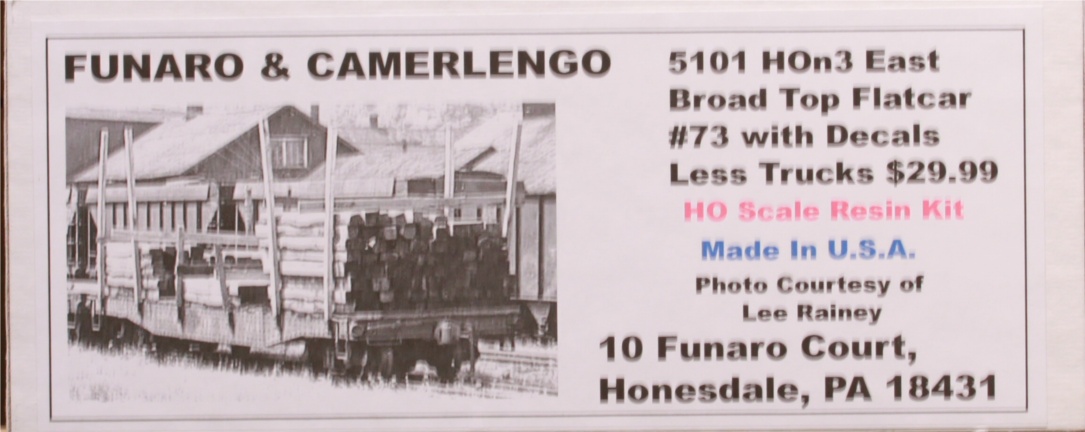 FUNARO & CAMERLENGO
5101 HOn3 East
Broad Top Flatcar
#73 with Decals
Less Trucks $29.99
HO Scale Resin Kit
Made In U.S.A.
Photo Courtesy of
Lee Rainey
10 Funaro Court,
Honesdale, PA 18431